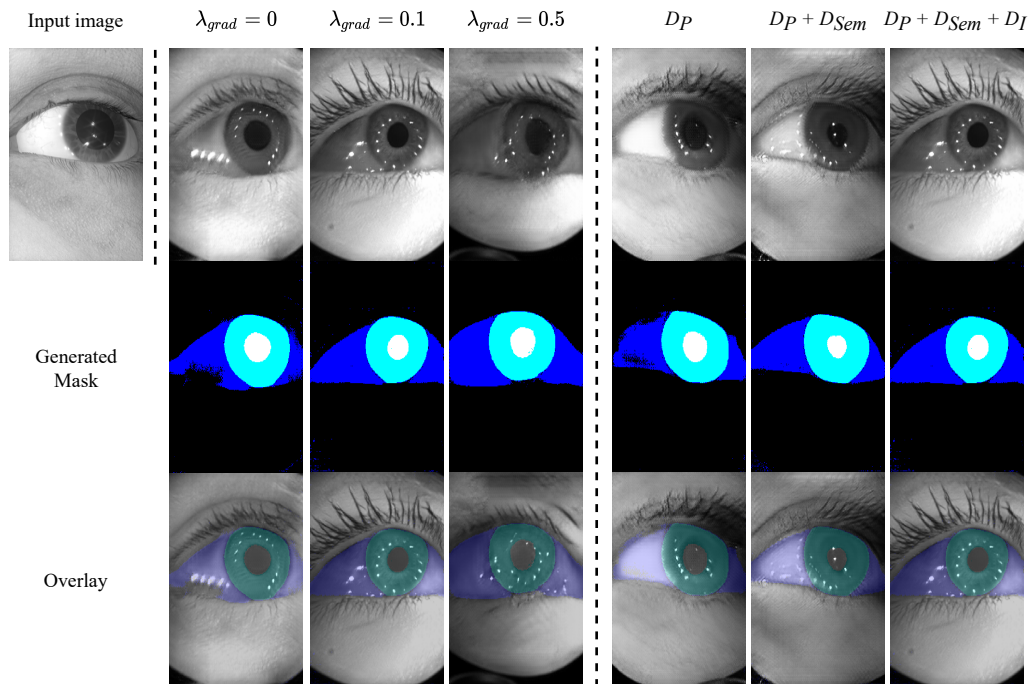 Input image
λ_grad = 0
λ_grad = 0.1
λ_grad = 0.5
D_P
D_P + D_Sem
D_P + D_Sem + D_I
Generated
Mask
Overlay